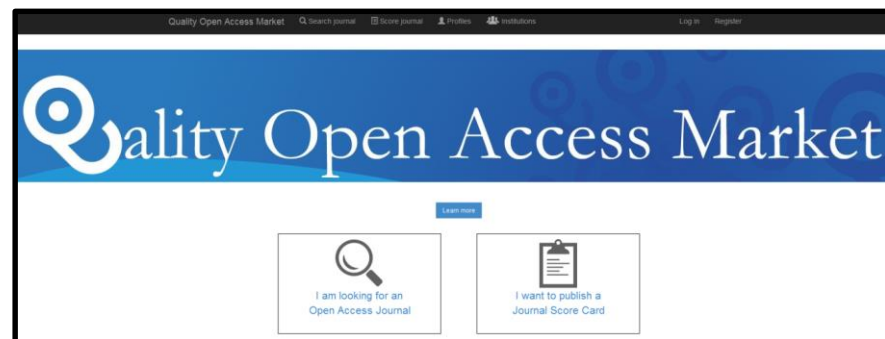 Quality Open Access Market Search journal Score journal Profiles Institutions Log in Register
Quality Open Access Market
Learn more
I am looking for an
Open Access Journal
I want to publish a
Journal Score Card